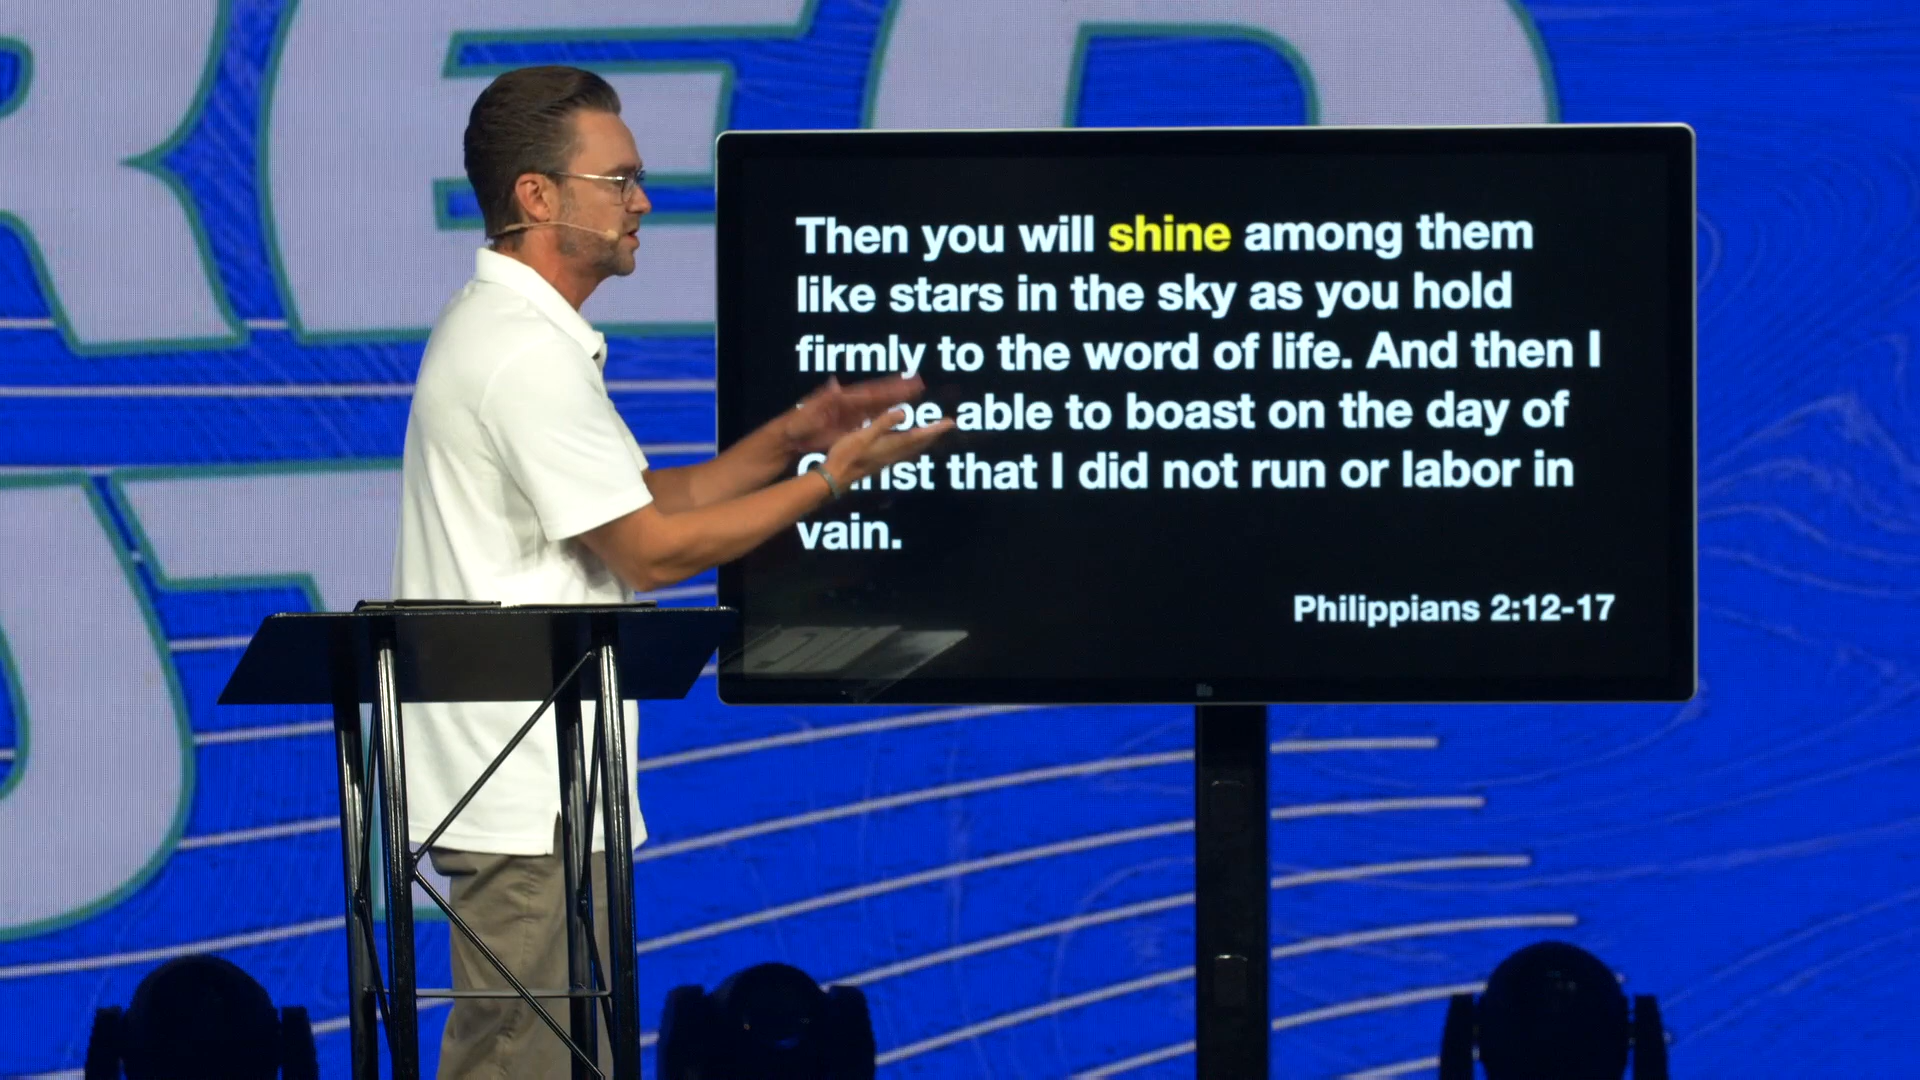 Then you will shine among them
like stars in the sky as you hold
firmly to the word of life. And then I
be able to boast on the day of
that I did not run or labor in
vain.
Philippians 2:12-17